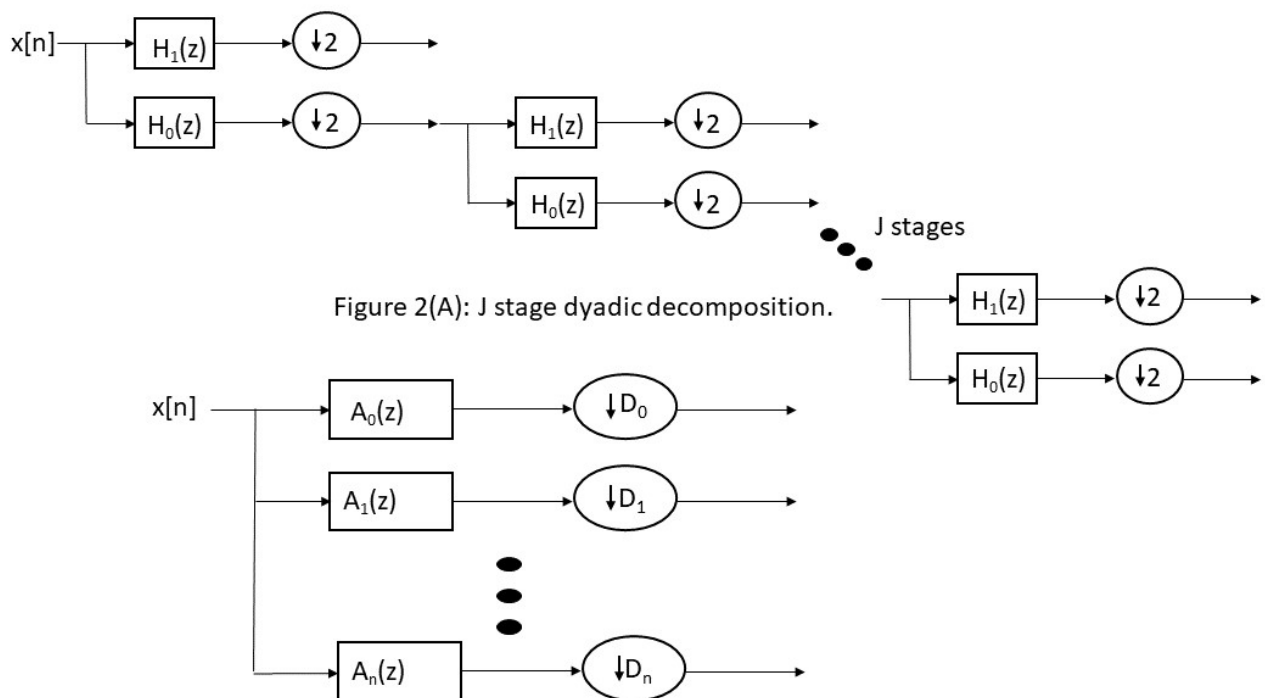 x[n]
H₁(z)
↓2
H₀(z)
↓2
H₁(z)
↓2
H₀(z)
↓2
J stages
H₁(z)
↓2
H₀(z)
↓2
Figure 2(A): J stage dyadic decomposition.
x[n]
A₀(z)
↓D₀
A₁(z)
↓D₁
Aₙ(z)
↓Dₙ